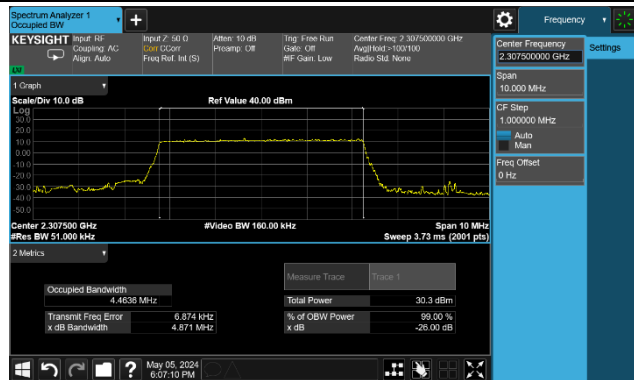 Spectrum Analyzer 1
Occupied BW
Frequency
KEYSIGHT
Input: RF
Coupling: AC
Align: Auto
Input Z: 50 Ω
Corr CCorr
Freq Ref: Int (S)
Atten: 10 dB
Preamp: Off
Trig: Free Run
Gate: Off
#IF Gain: Low
Center Freq: 2.307500000 GHz
Avg|Hold:>100/100
Radio Std: None
LXI
Center Frequency
2.307500000 GHz
Settings
Span
10.000 MHz
CF Step
1.000000 MHz
Auto
Man
Freq Offset
0 Hz
1 Graph
Scale/Div 10.0 dB
Ref Value 40.00 dBm
Log
30.0
20.0
10.0
0.00
-10.0
-20.0
-30.0
-40.0
-50.0
Center 2.307500 GHz
#Video BW 160.00 kHz
Span 10 MHz
#Res BW 51.000 kHz
Sweep 3.73 ms (2001 pts)
2 Metrics
Measure Trace
Trace 1
Occupied Bandwidth
4.4636 MHz
Total Power
30.3 dBm
Transmit Freq Error
6.874 kHz
% of OBW Power
99.00 %
x dB Bandwidth
4.871 MHz
x dB
-26.00 dB
May 05, 2024
6:07:10 PM